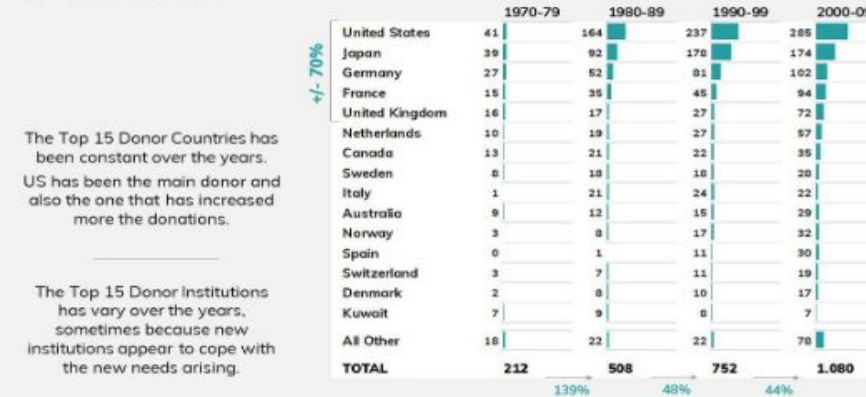 1970-79 1980-89 1990-99 2000-0
+/- 70%
United States 41 164 237 285
Japan 39 92 178 174
Germany 27 52 81 102
France 15 35 45 94
United Kingdom 16 17 27 72
Netherlands 10 19 27 57
Canada 13 21 22 35
Sweden 8 18 18 28
Italy 1 21 24 22
Australia 9 12 15 29
Norway 3 8 17 32
Spain 0 1 11 30
Switzerland 3 7 11 19
Denmark 2 8 10 17
Kuwait 7 9 8 7
All Other 18 22 22 78
TOTAL 212 508 752 1.080
139% 48% 44%
The Top 15 Donor Countries has
been constant over the years.
US has been the main donor and
also the one that has increased
more the donations.
The Top 15 Donor Institutions
has vary over the years,
sometimes because new
institutions appear to cope with
the new needs arising.